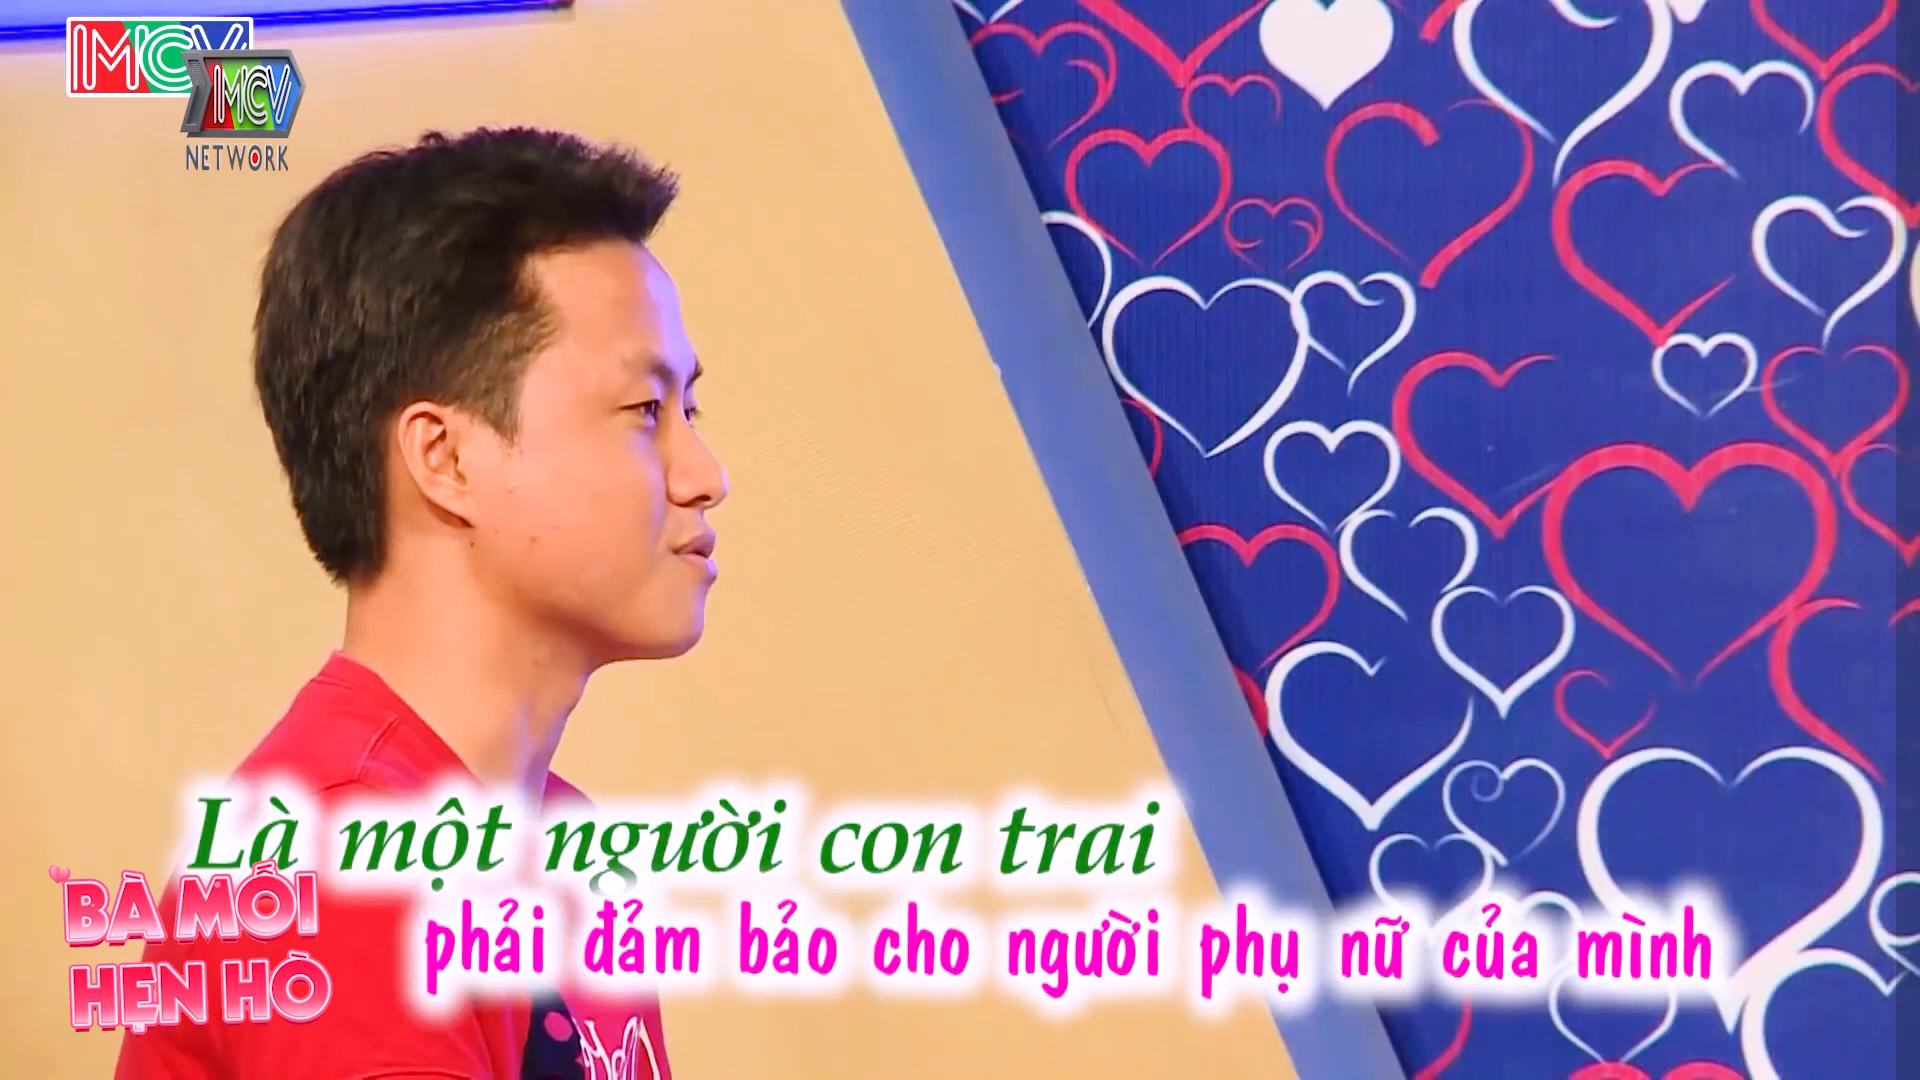 MCV
MCV
NETWORK
Là một người con trai
phải đảm bảo cho người phụ nữ của mình
BÀ MỐI
HẸN HÒ